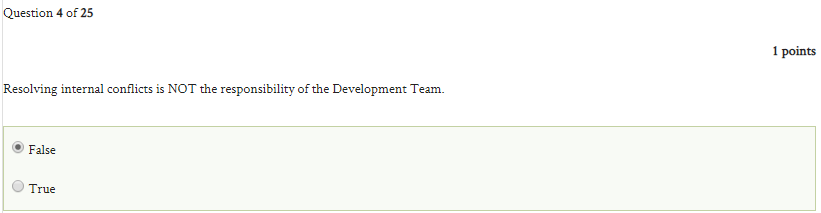 Question 4 of 25
1 points
Resolving internal conflicts is NOT the responsibility of the Development Team.
False
True